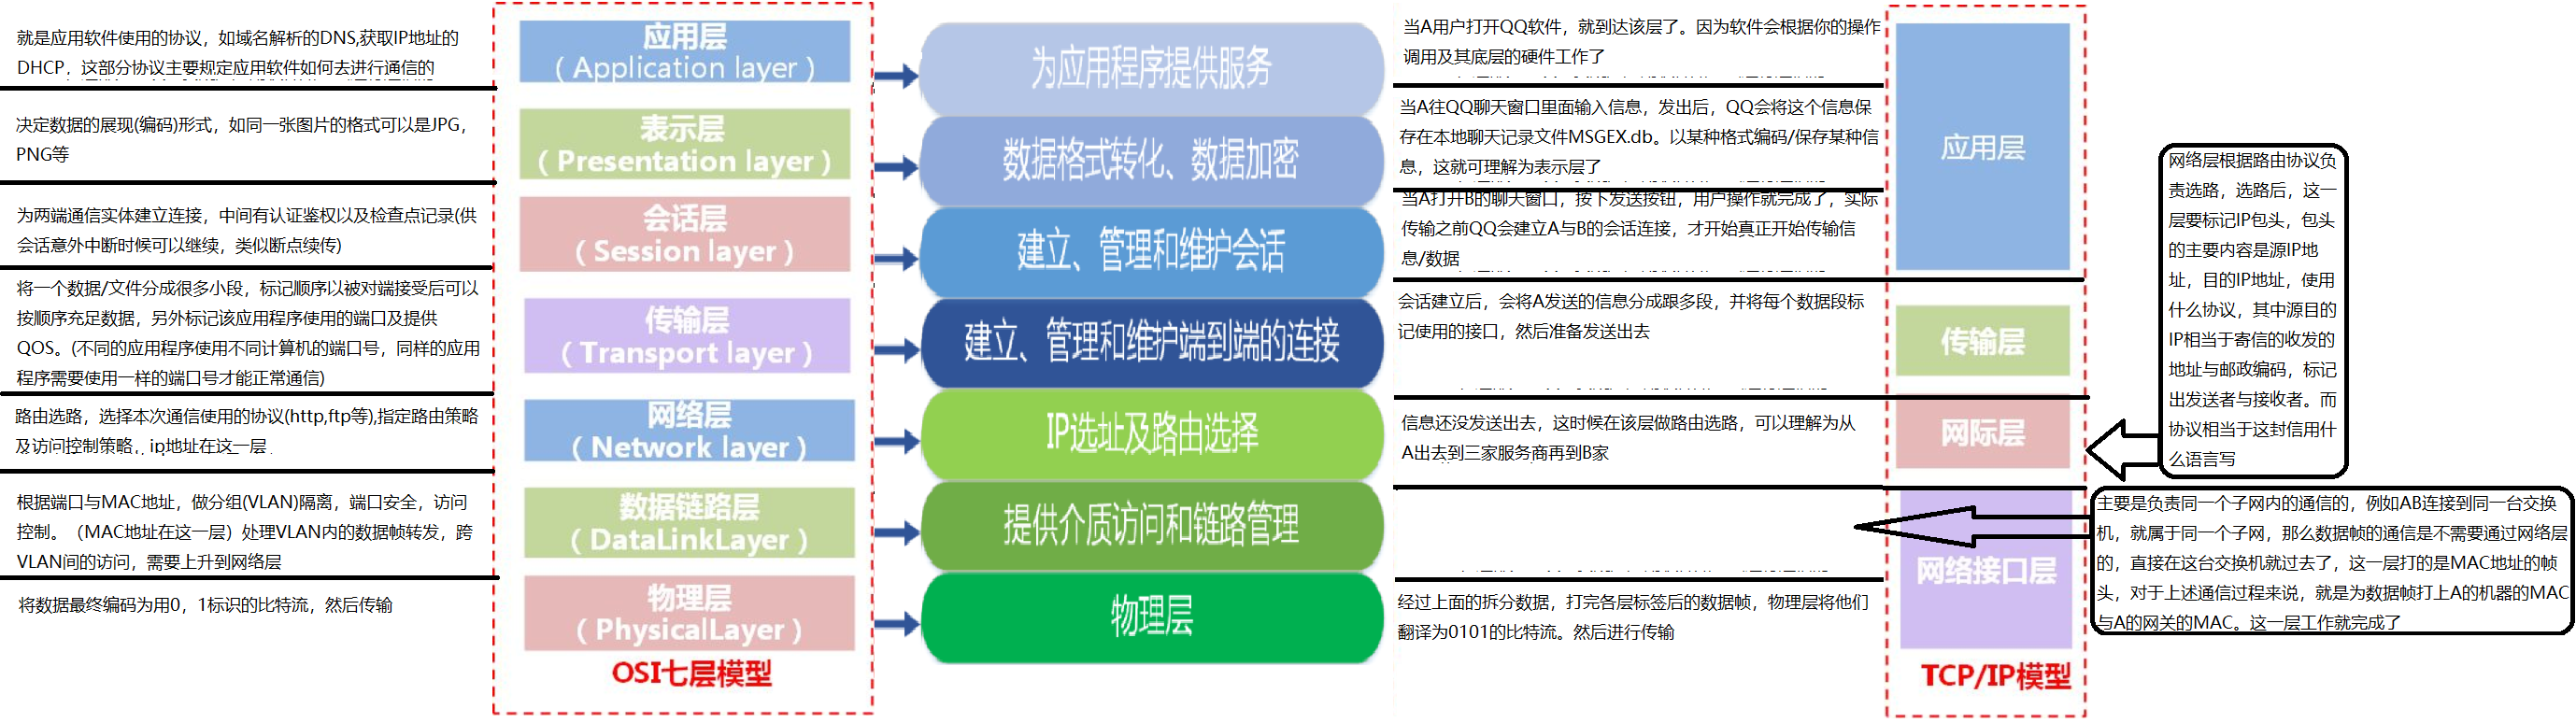 就是应用软件使用的协议，如域名解析的DNS,获取IP地址的
DHCP，这部分协议主要规定应用软件如何去进行通信的
决定数据的展现(编码)形式，如同一张图片的格式可以是JPG，
PNG等
为两端通信实体建立连接，中间有认证鉴权以及检查点记录(供
会话意外中断时候可以继续，类似断点续传)
将一个数据/文件分成很多小段，标记顺序以被对端接受后可以
按顺序充足数据，另外标记该应用程序使用的端口及提供
QOS。(不同的应用程序使用不同计算机的端口号，同样的应用
程序需要使用一样的端口号才能正常通信)
路由选路，选择本次通信使用的协议(http,ftp等),指定路由策略
及访问控制策略，ip地址在这一层
根据端口与MAC地址，做分组(VLAN)隔离，端口安全，访问
控制。（MAC地址在这一层）处理VLAN内的数据帧转发，跨
VLAN间的访问，需要上升到网络层
将数据最终编码为用0，1标识的比特流，然后传输
应用层
（Application layer）
表示层
（Presentation layer）
会话层
（Session layer）
传输层
（Transport layer）
网络层
（Network layer）
数据链路层
（DataLinkLayer）
物理层
（PhysicalLayer）
OSI七层模型
为应用程序提供服务
数据格式转化、数据加密
建立、管理和维护会话
建立、管理和维护端到端的连接
IP选址及路由选择
提供介质访问和链路管理
物理层
当A用户打开QQ软件，就到达该层了。因为软件会根据你的操作
调用及其底层的硬件工作了
当A往QQ聊天窗口里面输入信息，发出后，QQ会将这个信息保
存在本地聊天记录文件MSGEX.db。以某种格式编码/保存某种信
息，这就可理解为表示层了
当A打开B的聊天窗口，按下发送按钮，用户操作就完成了，实际
传输之前QQ会建立A与B的会话连接，才开始真正开始传输信
息/数据
会话建立后，会将A发送的信息分成跟多段，并将每个数据段标
记使用的接口，然后准备发送出去
信息还没发送出去，这时候在该层做路由选路，可以理解为从
A出去到三家服务商再到B家
经过上面的拆分数据，打完各层标签后的数据帧，物理层将他们
翻译为0101的比特流。然后进行传输
应用层
传输层
网际层
网络接口层
TCP/IP模型
网络层根据路由协议负
责选路，选路后，这一
层要标记IP包头，包头
的主要内容是源IP地
址，目的IP地址，使用
什么协议，其中源目的
IP相当于寄信的收发的
地址与邮政编码，标记
出发送者与接收者。而
协议相当于这封信用什
么语言写
主要是负责同一个子网内的通信的，例如AB连接到同一台交换
机，就属于同一个子网，那么数据帧的通信是不需要通过网络层
的，直接在这台交换机就过去了，这一层打的是MAC地址的帧
头，对于上述通信过程来说，就是为数据帧打上A的机器的MAC
与A的网关的MAC。这一层工作就完成了